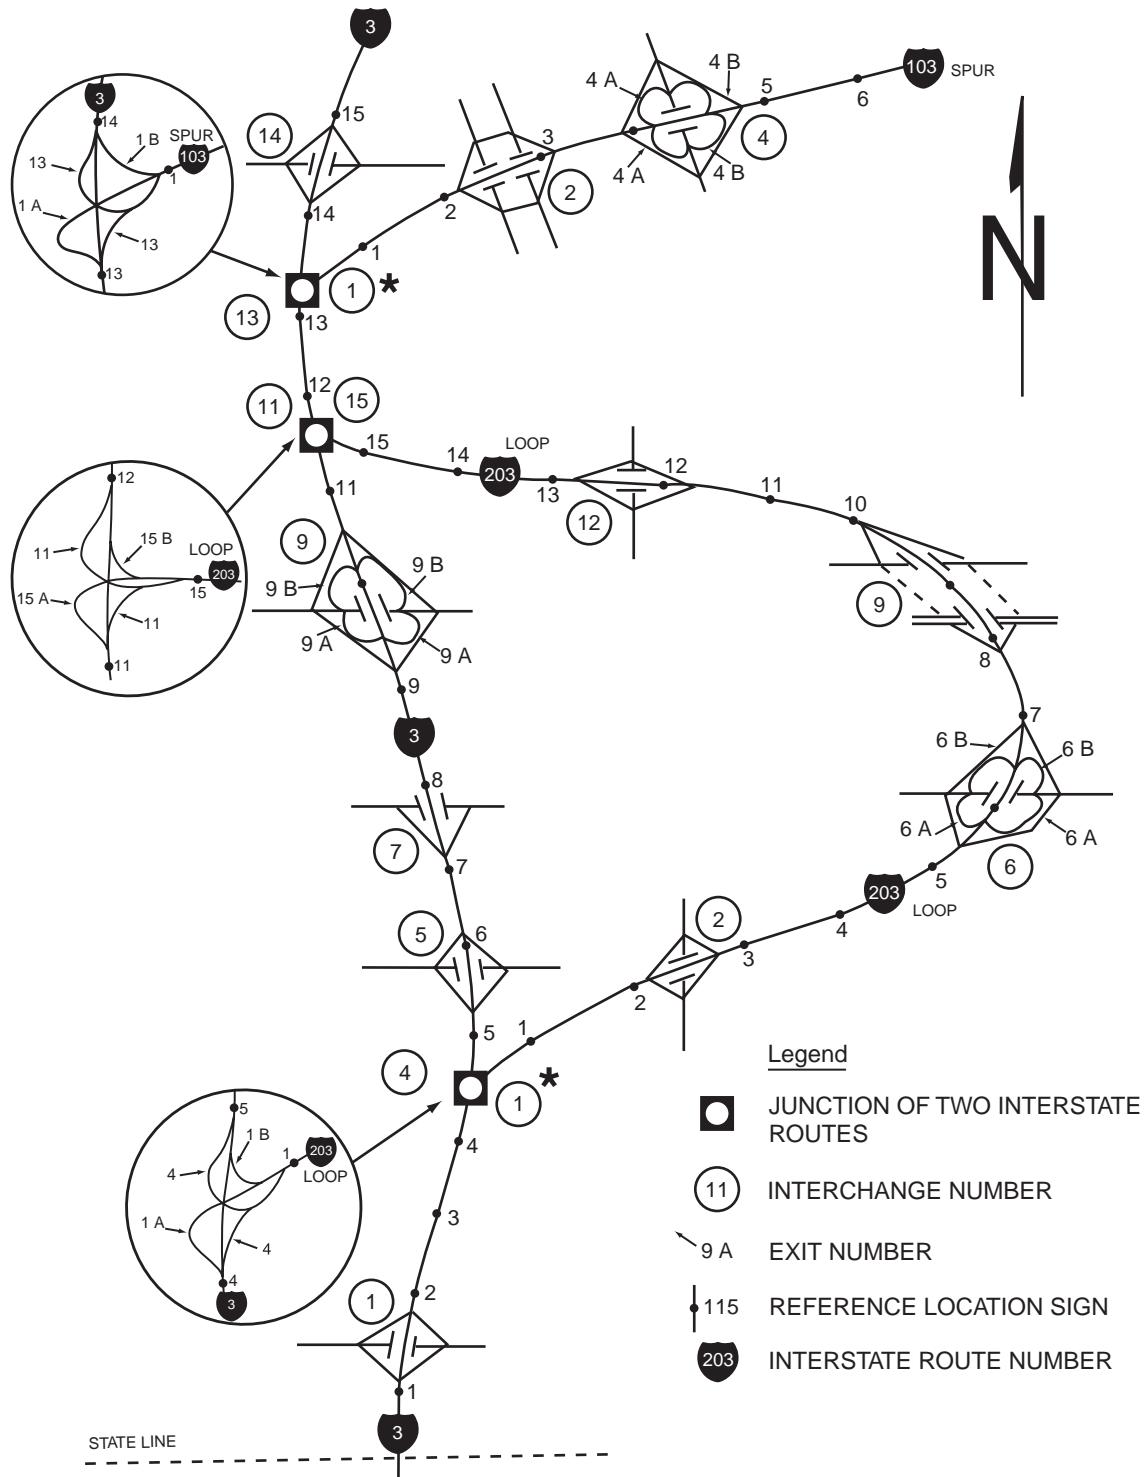 3
103 SPUR
4 B
5
6
4 A
4
4 A
4 B
3
2
2
1
15
14
14
1 *
13
13
3
14
1 B
SPUR
103
13
1
1 A
13
13
12
11
15
15
14
LOOP
203
13
12
12
11
10
9
8
7
12
11
15 B
LOOP
203
15
15 A
11
11
11
9
9 B
9 B
9 A
9 A
9
3
8
7
7
6 B
6 B
6 A
6 A
6
5
203
LOOP
4
3
2
2
1
5
6
5
4
1 *
5
1 B
1
203
LOOP
4
1 A
4
4
3
4
3
2
1
1
3
STATE LINE
N
Legend
JUNCTION OF TWO INTERSTATE
ROUTES
11 INTERCHANGE NUMBER
9 A EXIT NUMBER
115 REFERENCE LOCATION SIGN
203 INTERSTATE ROUTE NUMBER